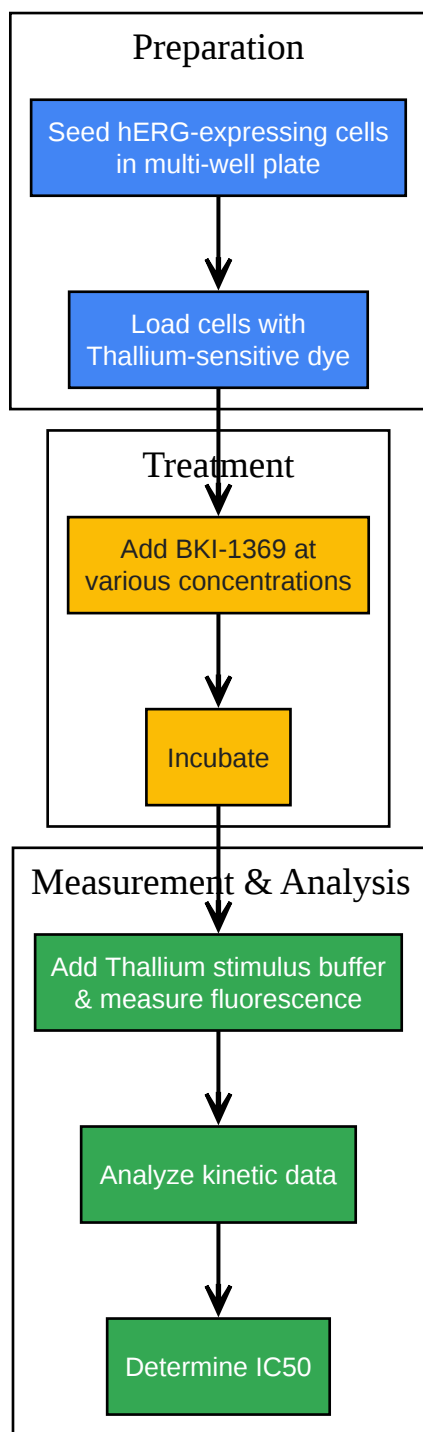 Preparation
Seed hERG-expressing cells
in multi-well plate
Load cells with
Thallium-sensitive dye
Treatment
Add BKI-1369 at
various concentrations
Incubate
Measurement & Analysis
Add Thallium stimulus buffer
& measure fluorescence
Analyze kinetic data
Determine IC50